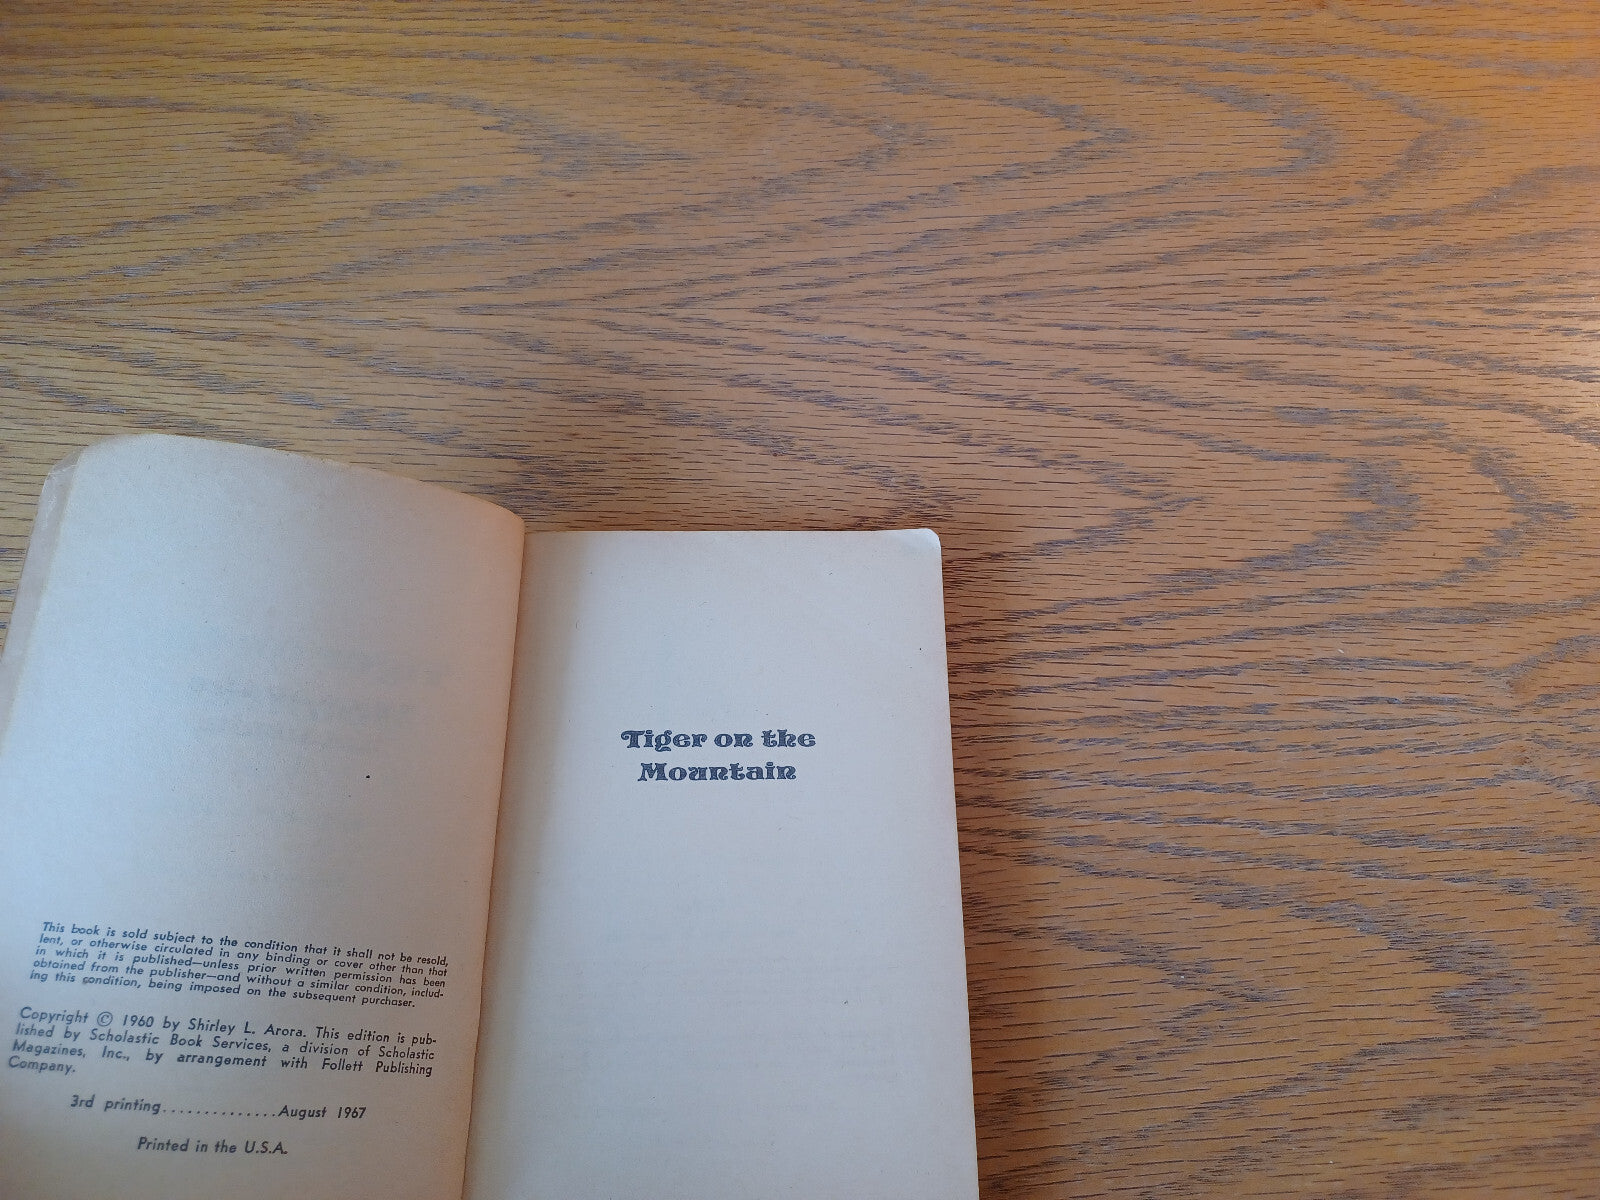 This book is sold subject to the condition that it shall not be resold,
lent, or otherwise circulated in any binding or cover other than that
in which it is published—unless prior written permission has been
obtained from the publisher—and without a similar condition, includ-
ing this condition, being imposed on the subsequent purchaser.
Copyright © 1960 by Shirley L. Arora. This edition is pub-
lished by Scholastic Book Services, a division of Scholastic
Magazines, Inc., by arrangement with Follett Publishing
Company.
3rd printing..............August 1967
Printed in the U.S.A.
Tiger on the
Mountain